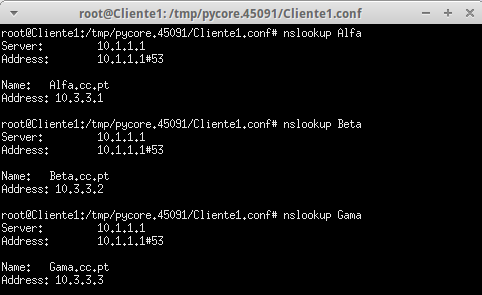 root@Cliente1: /tmp/pycore.45091/Cliente1.conf
root@Cliente1:/tmp/pycore.45091/Cliente1.conf# nslookup Alfa
Server: 10.1.1.1
Address: 10.1.1.1#53
Name: Alfa.cc.pt
Address: 10.3.3.1
root@Cliente1:/tmp/pycore.45091/Cliente1.conf# nslookup Beta
Server: 10.1.1.1
Address: 10.1.1.1#53
Name: Beta.cc.pt
Address: 10.3.3.2
root@Cliente1:/tmp/pycore.45091/Cliente1.conf# nslookup Gama
Server: 10.1.1.1
Address: 10.1.1.1#53
Name: Gama.cc.pt
Address: 10.3.3.3